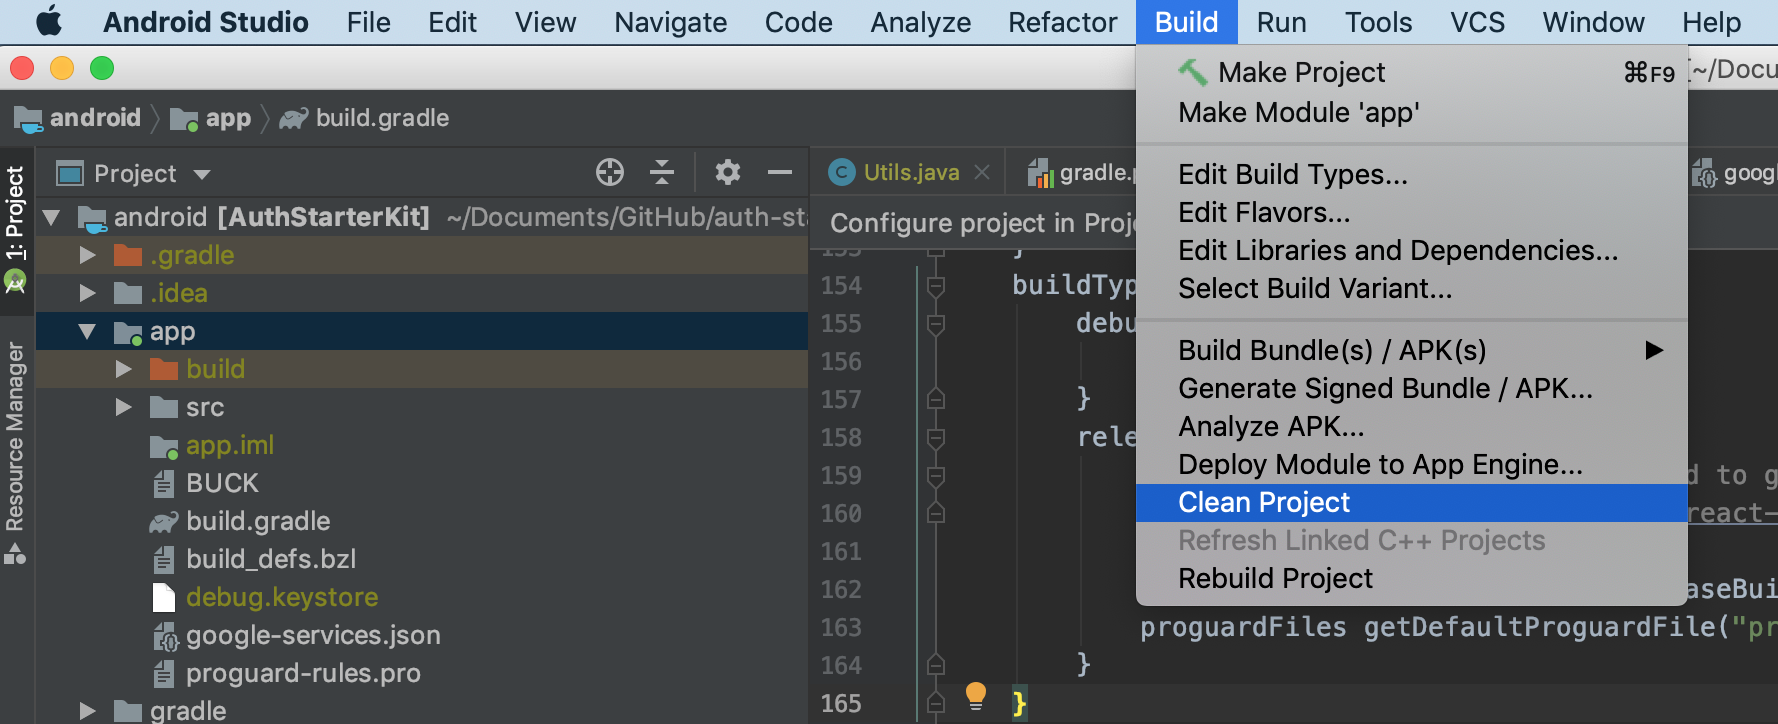 Android Studio File Edit View Navigate Code Analyze Refactor Build Run Tools VCS Window Help
Make Project ⌘F9
[~/Docu
Make Module 'app'
android app build.gradle
Project
Utils.java
gradle.p
googl
Edit Build Types...
android [AuthStarterKit] ~/Documents/GitHub/auth-sta
Configure project in Proje
Edit Flavors...
Edit Libraries and Dependencies...
Select Build Variant...
Build Bundle(s) / APK(s)
Generate Signed Bundle / APK...
Analyze APK...
Deploy Module to App Engine...
Clean Project
Refresh Linked C++ Projects
Rebuild Project
1: Project
Resource Manager
.gradle
.idea
app
build
src
app.iml
BUCK
build.gradle
build_defs.bzl
debug.keystore
google-services.json
proguard-rules.pro
gradle
153 }
154 buildTyp
155 debu
156
157 }
158 rele
159 d to g
160 react-
161
162 aseBui
163 proguardFiles getDefaultProguardFile("pr
164 }
165 }